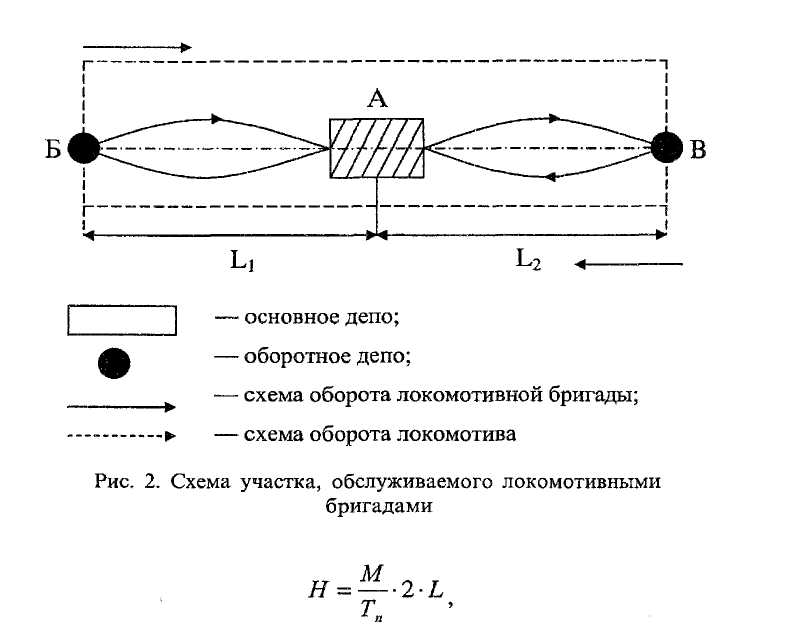 А
Б
В
L₁
L₂
— основное депо;
— оборотное депо;
— схема оборота локомотивной бригады;
— схема оборота локомотива
Рис. 2. Схема участка, обслуживаемого локомотивными
бригадами
H = M/Tп · 2 · L,